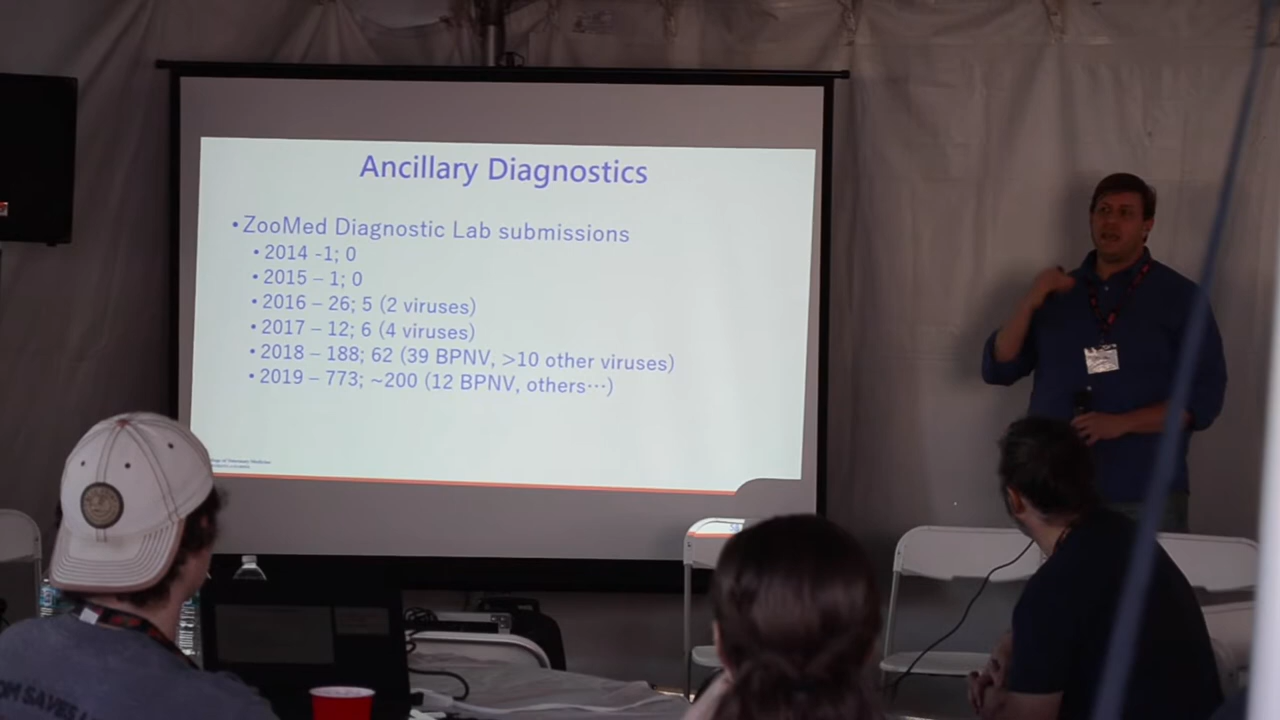 Ancillary Diagnostics
•ZooMed Diagnostic Lab submissions
•2014 -1; 0
•2015 – 1; 0
•2016 – 26; 5 (2 viruses)
•2017 – 12; 6 (4 viruses)
•2018 – 188; 62 (39 BPNV, >10 other viruses)
•2019 – 773; ~200 (12 BPNV, others…)